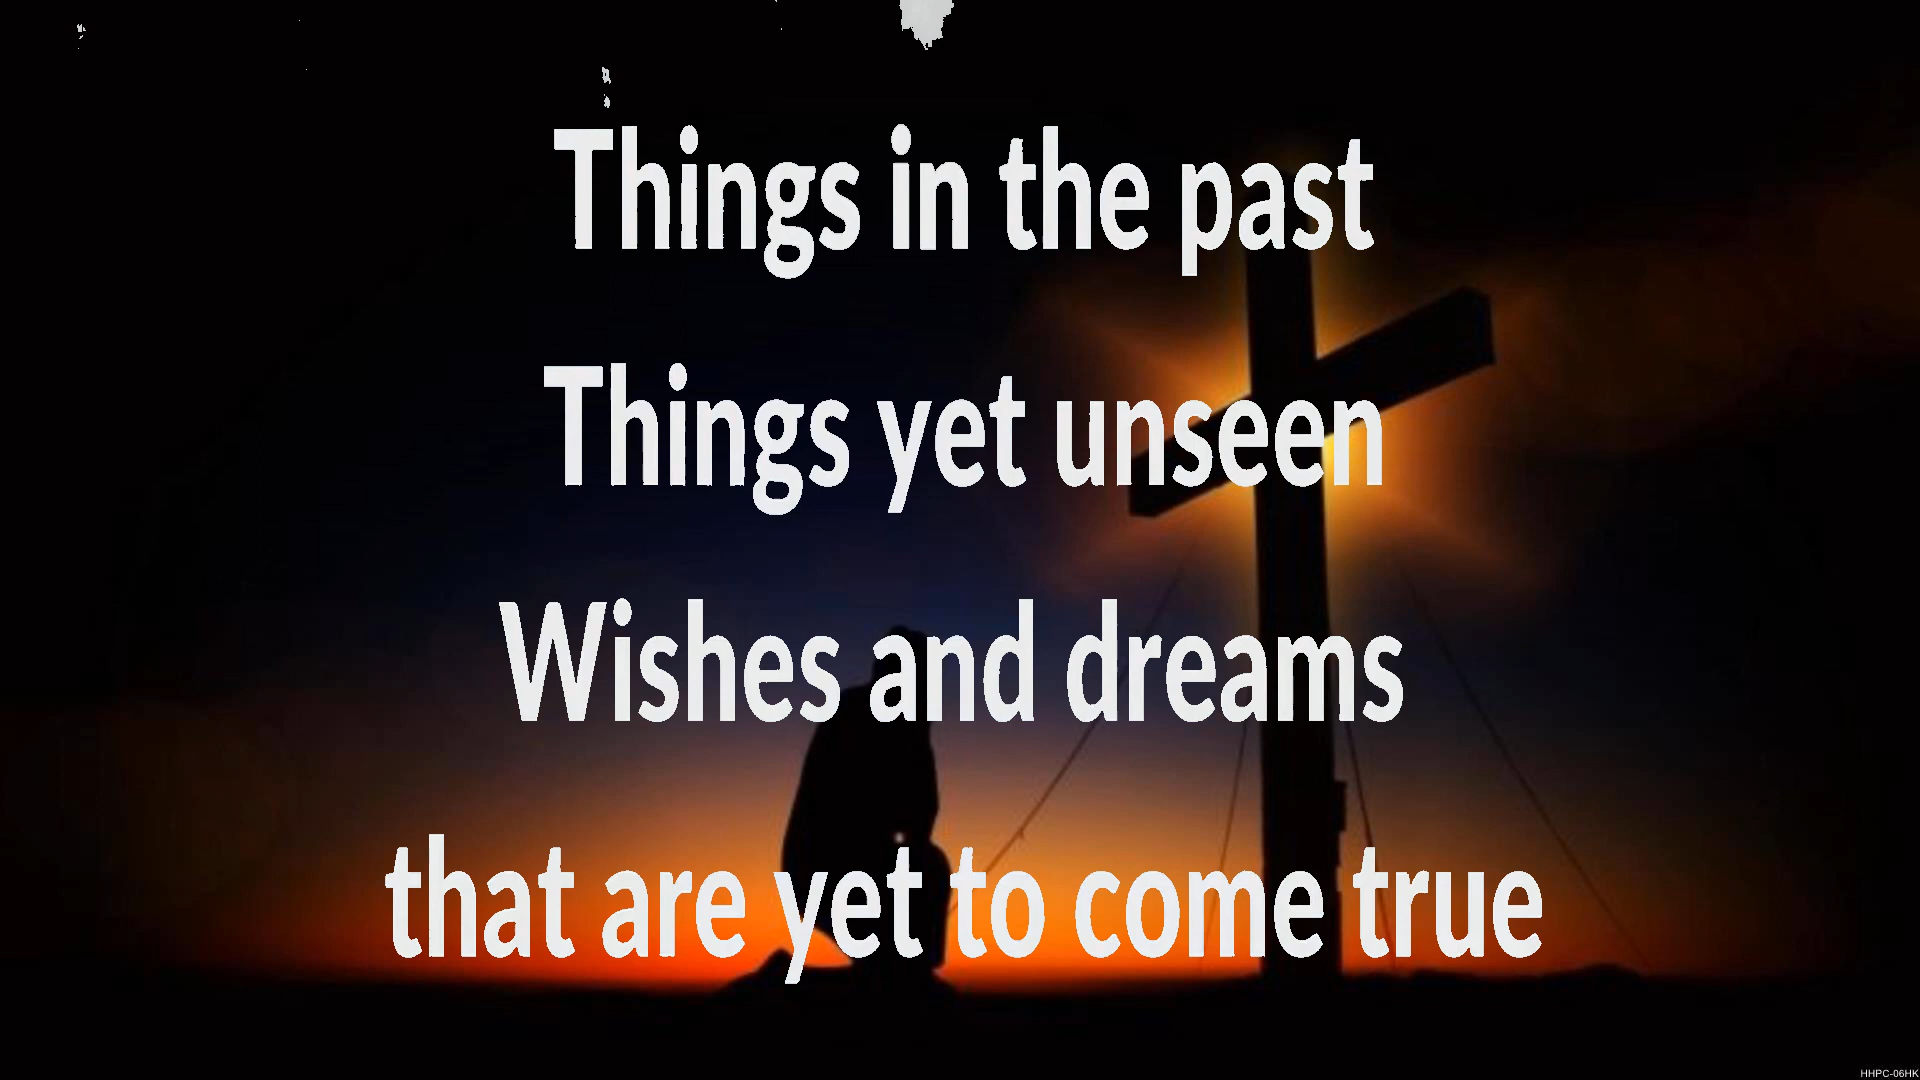 Things in the past
Things yet unseen
Wishes and dreams
that are yet to come true
HHPC-06HK